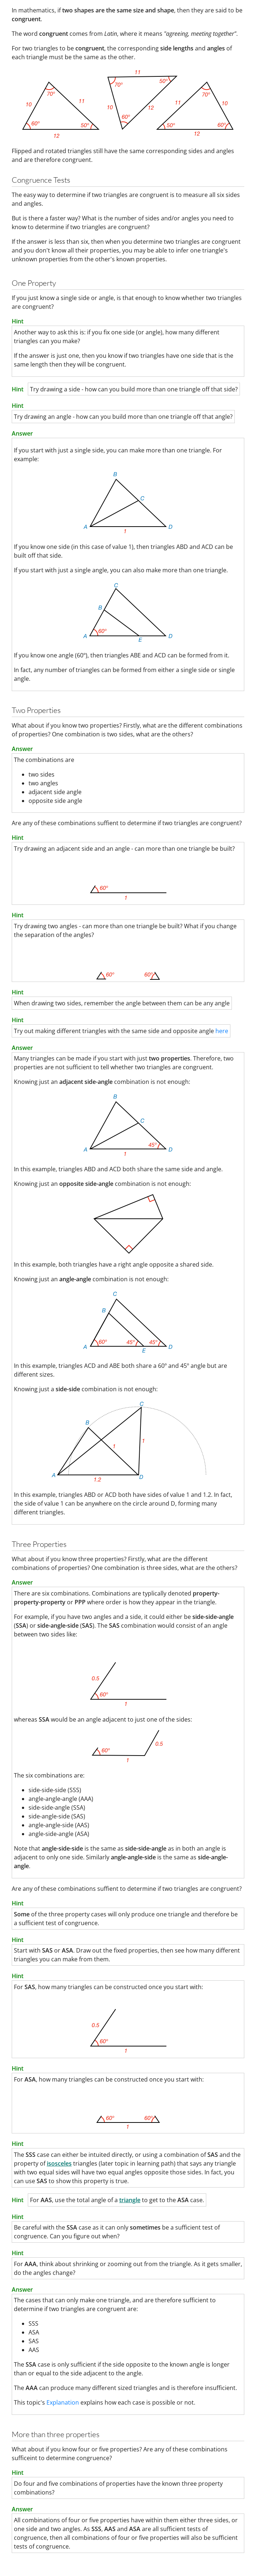 In mathematics, if two shapes are the same size and shape, then they are said to be
congruent.
The word congruent comes from Latin, where it means "agreeing, meeting together".
For two triangles to be congruent, the corresponding side lengths and angles of
each triangle must be the same as the other.
11
70°
50°
70°
70°
10
11
10
12
11
10
60°
60°
50°
50°
60°
12
12
Flipped and rotated triangles still have the same corresponding sides and angles
and are therefore congruent.
Congruence Tests
The easy way to determine if two triangles are congruent is to measure all six sides
and angles.
But is there a faster way? What is the number of sides and/or angles you need to
know to determine if two triangles are congruent?
If the answer is less than six, then when you determine two triangles are congruent
and you don't know all their properties, you may be able to infer one triangle's
unknown properties from the other's known properties.
One Property
If you just know a single side or angle, is that enough to know whether two triangles
are congruent?
Hint
Another way to ask this is: if you fix one side (or angle), how many different
triangles can you make?
If the answer is just one, then you know if two triangles have one side that is the
same length then they will be congruent.
Hint Try drawing a side - how can you build more than one triangle off that side?
Hint
Try drawing an angle - how can you build more than one triangle off that angle?
Answer
If you start with just a single side, you can make more than one triangle. For
example:
B
C
A
D
1
If you know one side (in this case of value 1), then triangles ABD and ACD can be
built off that side.
If you start with just a single angle, you can also make more than one triangle.
C
B
60°
A
E
D
If you know one angle (60°), then triangles ABE and ACD can be formed from it.
In fact, any number of triangles can be formed from either a single side or single
angle.
Two Properties
What about if you know two properties? Firstly, what are the different combinations
of properties? One combination is two sides, what are the others?
Answer
The combinations are
• two sides
• two angles
• adjacent side angle
• opposite side angle
Are any of these combinations suffient to determine if two triangles are congruent?
Hint
Try drawing an adjacent side and an angle - can more than one triangle be built?
60°
1
Hint
Try drawing two angles - can more than one triangle be built? What if you change
the separation of the angles?
60°
60°
Hint
When drawing two sides, remember the angle between them can be any angle
Hint
Try out making different triangles with the same side and opposite angle here
Answer
Many triangles can be made if you start with just two properties. Therefore, two
properties are not sufficient to tell whether two triangles are congruent.
Knowing just an adjacent side-angle combination is not enough:
B
C
45°
A
D
1
In this example, triangles ABD and ACD both share the same side and angle.
Knowing just an opposite side-angle combination is not enough:
In this example, both triangles have a right angle opposite a shared side.
Knowing just an angle-angle combination is not enough:
C
B
60°
45°
45°
A
E
D
In this example, triangles ACD and ABE both share a 60° and 45° angle but are
different sizes.
Knowing just a side-side combination is not enough:
C
B
1
1
A
D
1.2
In this example, triangles ABD or ACD both have sides of value 1 and 1.2. In fact,
the side of value 1 can be anywhere on the circle around D, forming many
different triangles.
Three Properties
What about if you know three properties? Firstly, what are the different
combinations of properties? One combination is three sides, what are the others?
Answer
There are six combinations. Combinations are typlically denoted property-
property-property or PPP where order is how they appear in the triangle.
For example, if you have two angles and a side, it could either be side-side-angle
(SSA) or side-angle-side (SAS). The SAS combination would consist of an angle
between two sides like:
0.5
60°
1
whereas SSA would be an angle adjacent to just one of the sides:
60°
0.5
1
The six combinations are:
• side-side-side (SSS)
• angle-angle-angle (AAA)
• side-side-angle (SSA)
• side-angle-side (SAS)
• angle-angle-side (AAS)
• angle-side-angle (ASA)
Note that angle-side-side is the same as side-side-angle as in both an angle is
adjacent to only one side. Similarly angle-angle-side is the same as side-angle-
angle.
Are any of these combinations suffient to determine if two triangles are congruent?
Hint
Some of the three property cases will only produce one triangle and therefore be
a sufficient test of congruence.
Hint
Start with SAS or ASA. Draw out the fixed properties, then see how many different
triangles you can make from them.
Hint
For SAS, how many triangles can be constructed once you start with:
0.5
60°
1
Hint
For ASA, how many triangles can be constructed once you start with:
60°
60°
1
Hint
The SSS case can either be intuited directly, or using a combination of SAS and the
property of isosceles triangles (later topic in learning path) that says any triangle
with two equal sides will have two equal angles opposite those sides. In fact, you
can use SAS to show this property is true.
Hint For AAS, use the total angle of a triangle to get to the ASA case.
Hint
Be careful with the SSA case as it can only sometimes be a sufficient test of
congruence. Can you figure out when?
Hint
For AAA, think about shrinking or zooming out from the triangle. As it gets smaller,
do the angles change?
Answer
The cases that can only make one triangle, and are therefore sufficient to
determine if two triangles are congruent are:
• SSS
• ASA
• SAS
• AAS
The SSA case is only sufficient if the side opposite to the known angle is longer
than or equal to the side adjacent to the angle.
The AAA can produce many different sized triangles and is therefore insufficient.
This topic's Explanation explains how each case is possible or not.
More than three properties
What about if you know four or five properties? Are any of these combinations
sufficeint to determine congruence?
Hint
Do four and five combinations of properties have the known three property
combinations?
Answer
All combinations of four or five properties have within them either three sides, or
one side and two angles. As SSS, AAS and ASA are all sufficient tests of
congruence, then all combinations of four or five properties will also be sufficient
tests of congruence.